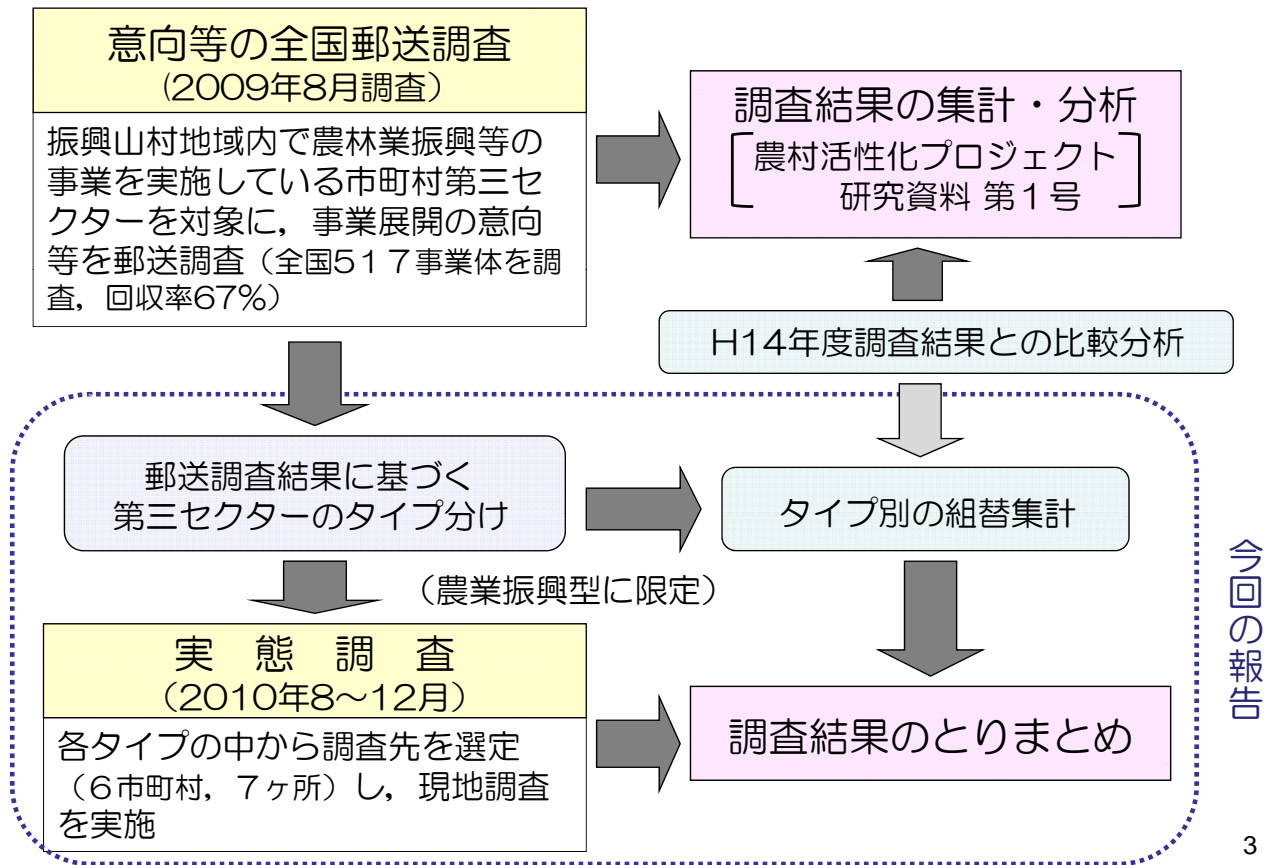 意向等の全国郵送調査
(2009年8月調査)
振興山村地域内で農林業振興等の
事業を実施している市町村第三セ
クターを対象に，事業展開の意向
等を郵送調査（全国517事業体を調
査，回収率67％）
調査結果の集計・分析
農村活性化プロジェクト
研究資料 第１号
H14年度調査結果との比較分析
郵送調査結果に基づく
第三セクターのタイプ分け
タイプ別の組替集計
（農業振興型に限定）
実　態　調　査
（2010年8～12月）
各タイプの中から調査先を選定
（６市町村，７ヶ所）し，現地調査
を実施
調査結果のとりまとめ
今回の報告
3